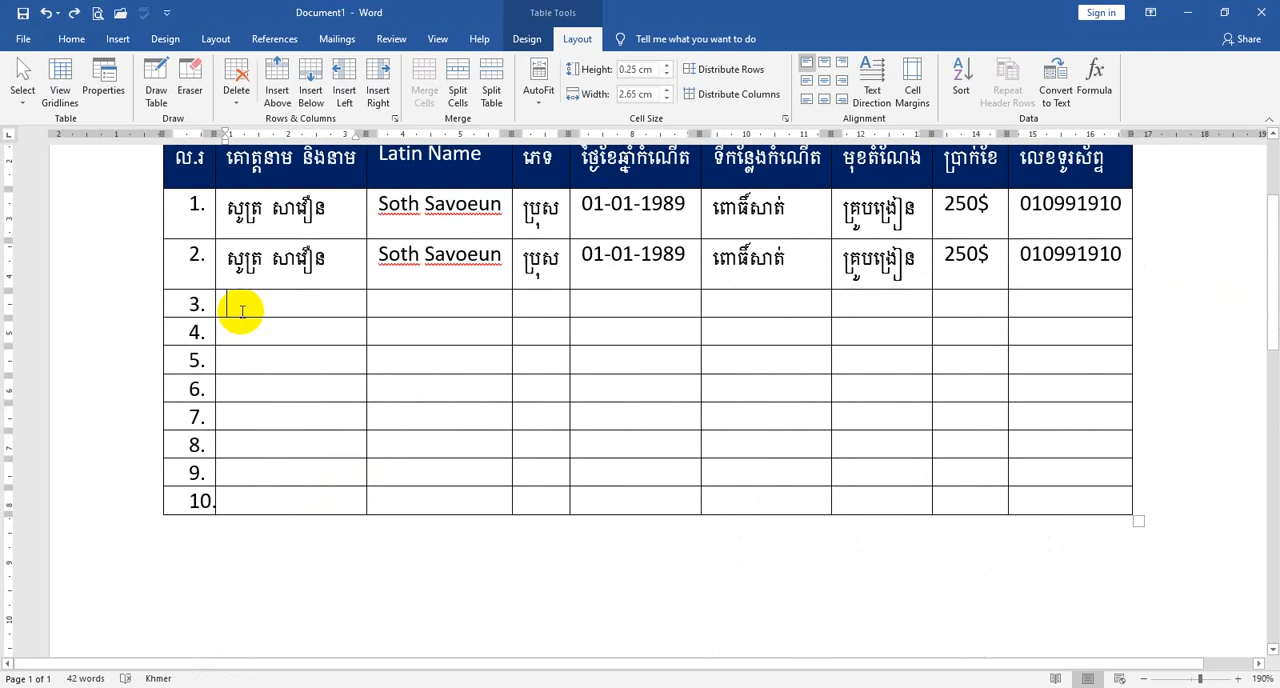 Document1 - Word
Table Tools
Sign in
File Home Insert Design Layout References Mailings Review View Help Design Layout Tell me what you want to do Share
Select View Gridlines Properties Draw Table Eraser Delete Insert Above Insert Below Insert Left Insert Right Merge Cells Split Cells Split Table AutoFit Height: 0.25 cm Distribute Rows Text Direction Cell Margins Sort Repeat Header Rows Convert to Text Formula
Width: 2.65 cm Distribute Columns
Table Draw Rows & Columns Merge Cell Size Alignment Data
ល.រ គោត្តនាម និងនាម Latin Name ភេទ ថ្ងៃខែឆ្នាំកំណើត ទីកន្លែងកំណើត មុខតំណែង ប្រាក់ខែ លេខទូរស័ព្ទ
1. សូត្រ សាវឿន Soth Savoeun ប្រុស 01-01-1989 ពោធិ៍សាត់ គ្រូបង្រៀន 250$ 010991910
2. សូត្រ សាវឿន Soth Savoeun ប្រុស 01-01-1989 ពោធិ៍សាត់ គ្រូបង្រៀន 250$ 010991910
3.
4.
5.
6.
7.
8.
9.
10.
Page 1 of 1 42 words Khmer 190%